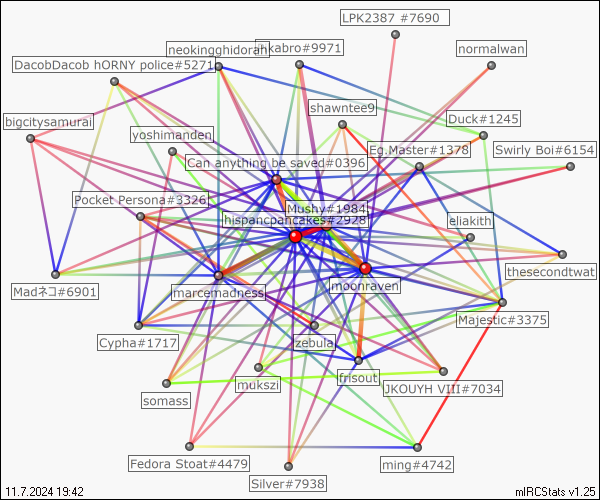 LPK2387 #7690
neokingghidorah
ihkabro#9971
normalwan
DacobDacob hORNY police#5271
shawntee9
Duck#1245
bigcitysamurai
yoshimanden
Eg.Master#1378
Swirly Boi#6154
Can anything be saved#0396
Pocket Persona#3326
Mushy#1984
hispancpancakes#2928
eliakith
thesecondtwat
Madネコ#6901
marcemadness
moonraven
Majestic#3375
Cypha#1717
zebula
mukszi
frisout
JKOUYH VIII#7034
somass
Fedora Stoat#4479
ming#4742
Silver#7938
11.7.2024 19:42
mIRCStats v1.25